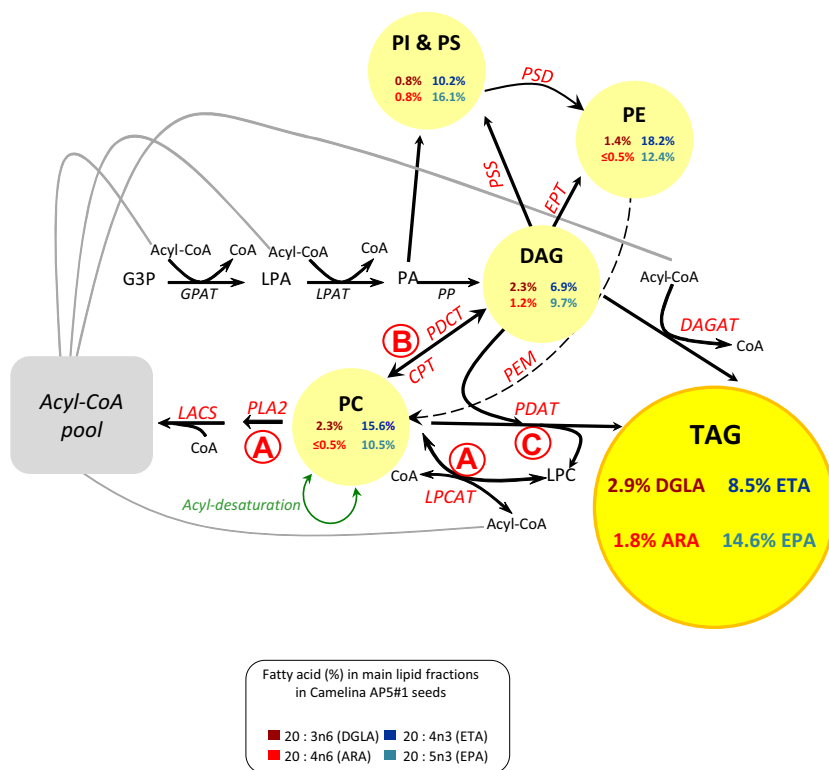 PI & PS
0.8% 10.2%
0.8% 16.1%
PSD
PE
1.4% 18.2%
≤0.5% 12.4%
PSS
EPT
Acyl-CoA
CoA
Acyl-CoA
CoA
G3P
GPAT
LPA
LPAT
PA
PP
DAG
2.3% 6.9%
1.2% 9.7%
Acyl-CoA
DAGAT
CoA
B
PDCT
CPT
PEM
Acyl-CoA
pool
LACS
CoA
PLA2
A
PC
2.3% 15.6%
≤0.5% 10.5%
PDAT
C
TAG
2.9% DGLA 8.5% ETA
1.8% ARA 14.6% EPA
CoA
A
LPC
LPCAT
Acyl-CoA
Acyl-desaturation
Fatty acid (%) in main lipid fractions
in Camelina AP5#1 seeds
20 : 3n6 (DGLA) 20 : 4n3 (ETA)
20 : 4n6 (ARA) 20 : 5n3 (EPA)